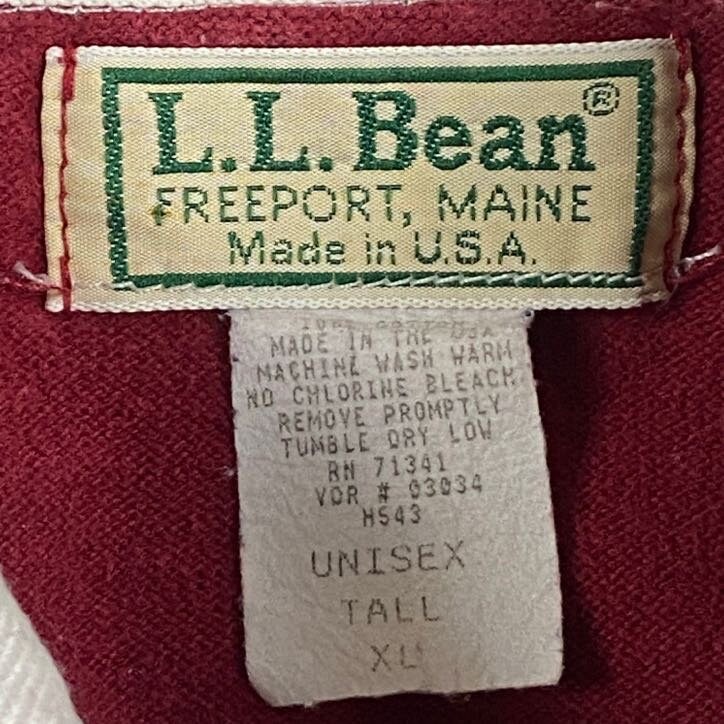 L.L.Bean®
FREEPORT, MAINE
Made in U.S.A.
MADE IN THE USA
MACHINE WASH WARM
NO CHLORINE BLEACH
REMOVE PROMPTLY
TUMBLE DRY LOW
RN 71341
VDR # 03034
H543
UNISEX
TALL
XL